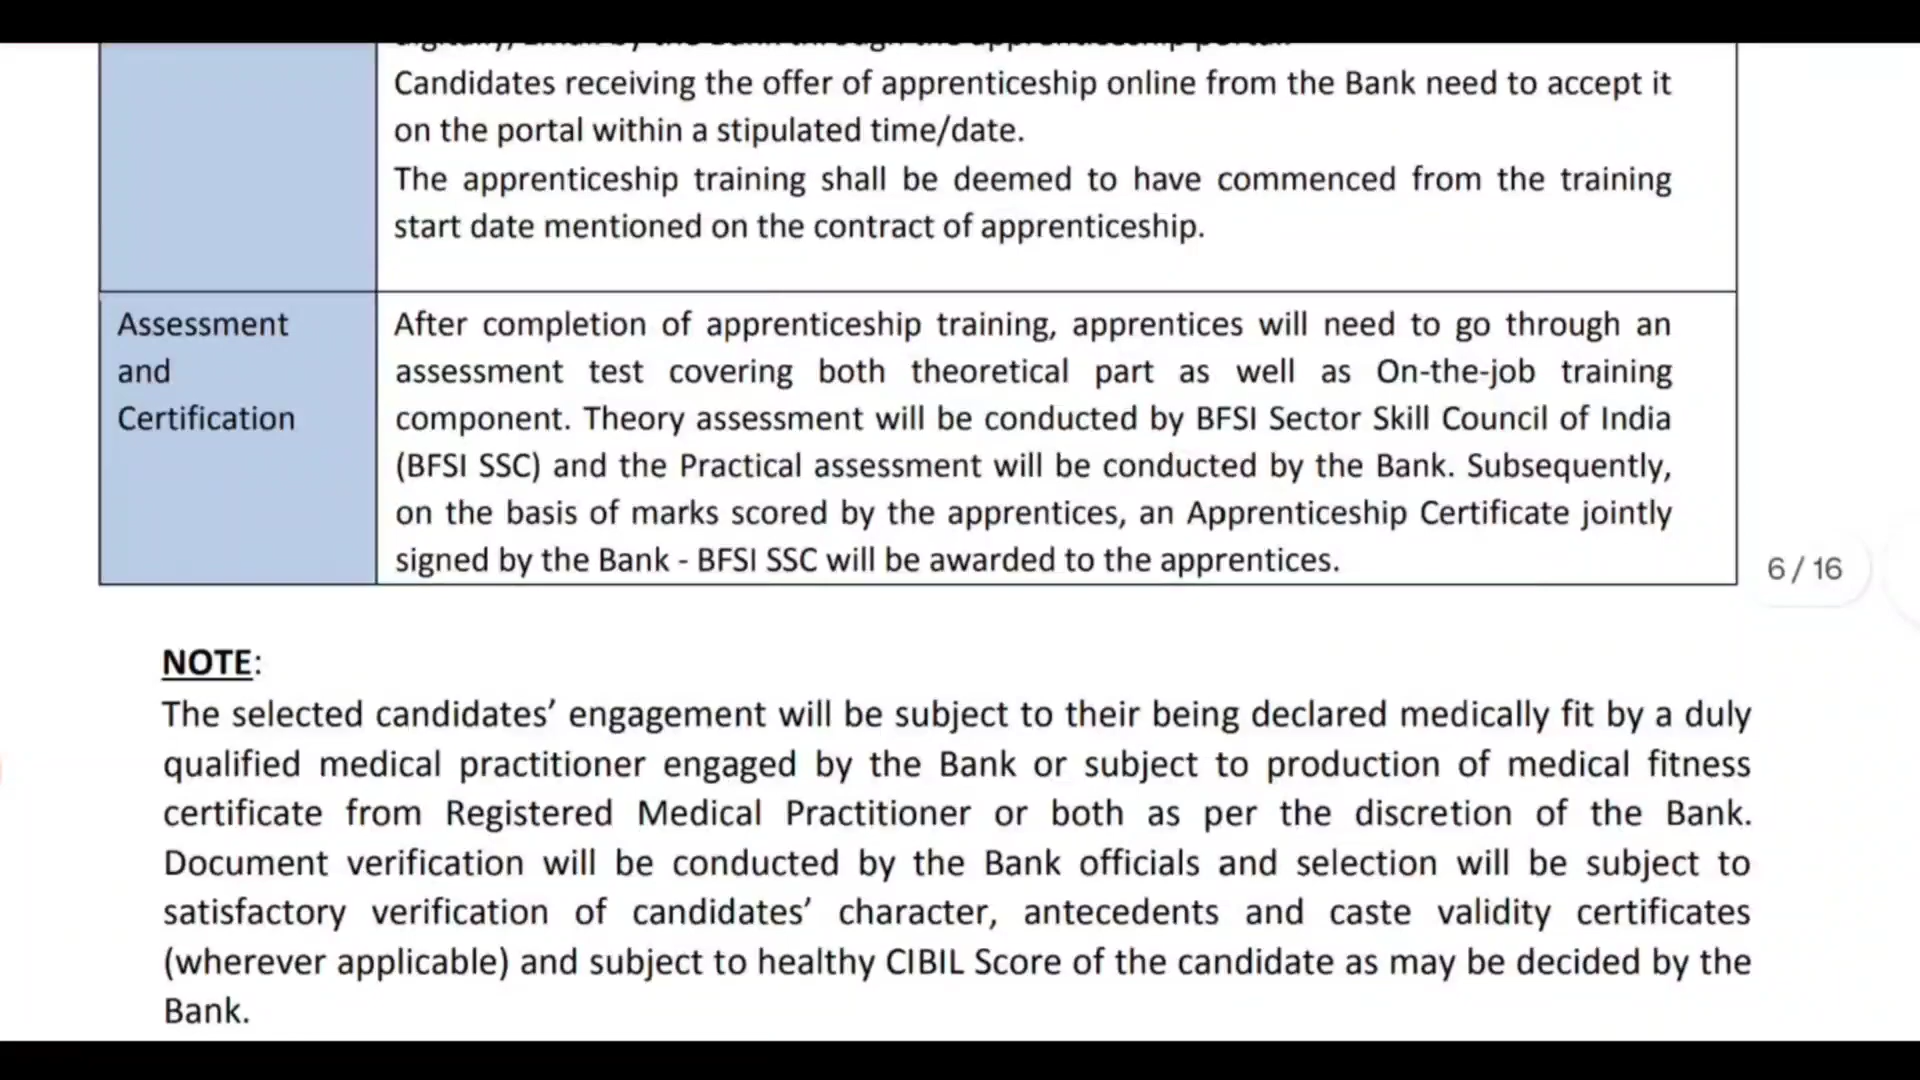 Candidates receiving the offer of apprenticeship online from the Bank need to accept it
on the portal within a stipulated time/date.
The apprenticeship training shall be deemed to have commenced from the training
start date mentioned on the contract of apprenticeship.
Assessment
and
Certification
After completion of apprenticeship training, apprentices will need to go through an
assessment test covering both theoretical part as well as On-the-job training
component. Theory assessment will be conducted by BFSI Sector Skill Council of India
(BFSI SSC) and the Practical assessment will be conducted by the Bank. Subsequently,
on the basis of marks scored by the apprentices, an Apprenticeship Certificate jointly
signed by the Bank - BFSI SSC will be awarded to the apprentices.
6 / 16
NOTE:
The selected candidates’ engagement will be subject to their being declared medically fit by a duly
qualified medical practitioner engaged by the Bank or subject to production of medical fitness
certificate from Registered Medical Practitioner or both as per the discretion of the Bank.
Document verification will be conducted by the Bank officials and selection will be subject to
satisfactory verification of candidates’ character, antecedents and caste validity certificates
(wherever applicable) and subject to healthy CIBIL Score of the candidate as may be decided by the
Bank.